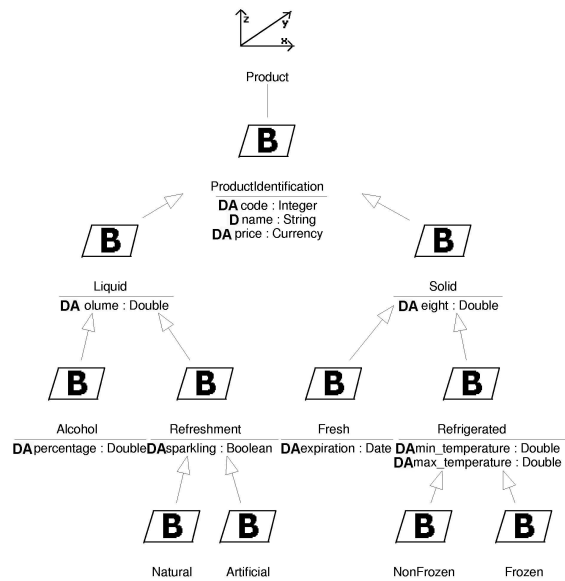 z
y
x
Product
B
ProductIdentification
DA code : Integer
D name : String
DA price : Currency
B B
Liquid Solid
DA olume : Double DA eight : Double
B B B B
Alcohol Refreshment Fresh Refrigerated
DA percentage : Double DA sparkling : Boolean DA expiration : Date DA min_temperature : Double
DA max_temperature : Double
B B B B
Natural Artificial NonFrozen Frozen